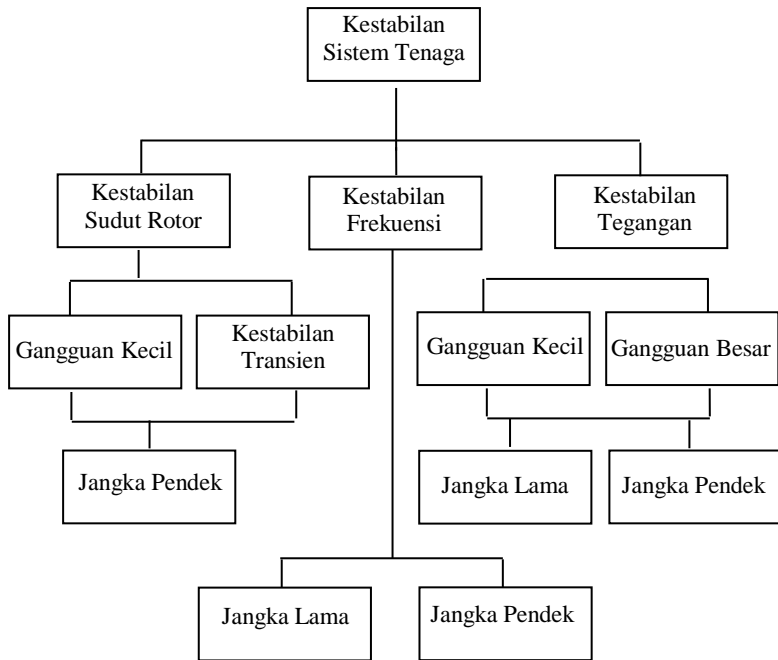 Kestabilan
Sistem Tenaga
Kestabilan
Sudut Rotor
Kestabilan
Frekuensi
Kestabilan
Tegangan
Gangguan Kecil
Kestabilan
Transien
Gangguan Kecil
Gangguan Besar
Jangka Pendek
Jangka Lama
Jangka Pendek
Jangka Lama
Jangka Pendek